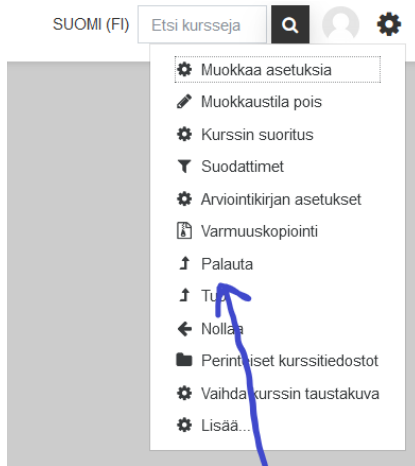 SUOMI (FI) Etsi kursseja
Muokkaa asetuksia
Muokkaustila pois
Kurssin suoritus
Suodattimet
Arviointikirjan asetukset
Varmuuskopiointi
Palauta
Tuo
Nollaa
Perinteiset kurssitiedostot
Vaihda kurssin taustakuva
Lisää...